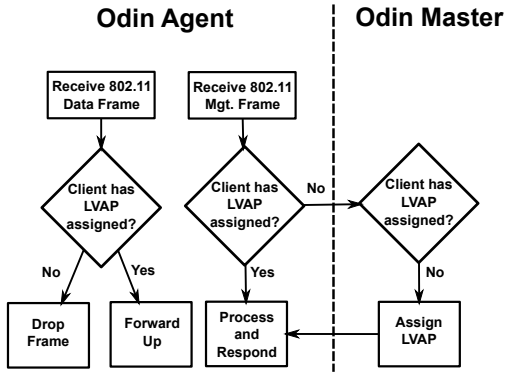 Odin Agent
Odin Master
Receive 802.11
Data Frame
Receive 802.11
Mgt. Frame
Client has
LVAP
assigned?
Client has
LVAP
assigned?
No
Client has
LVAP
assigned?
No
Yes
Yes
No
Drop
Frame
Forward
Up
Process
and
Respond
Assign
LVAP